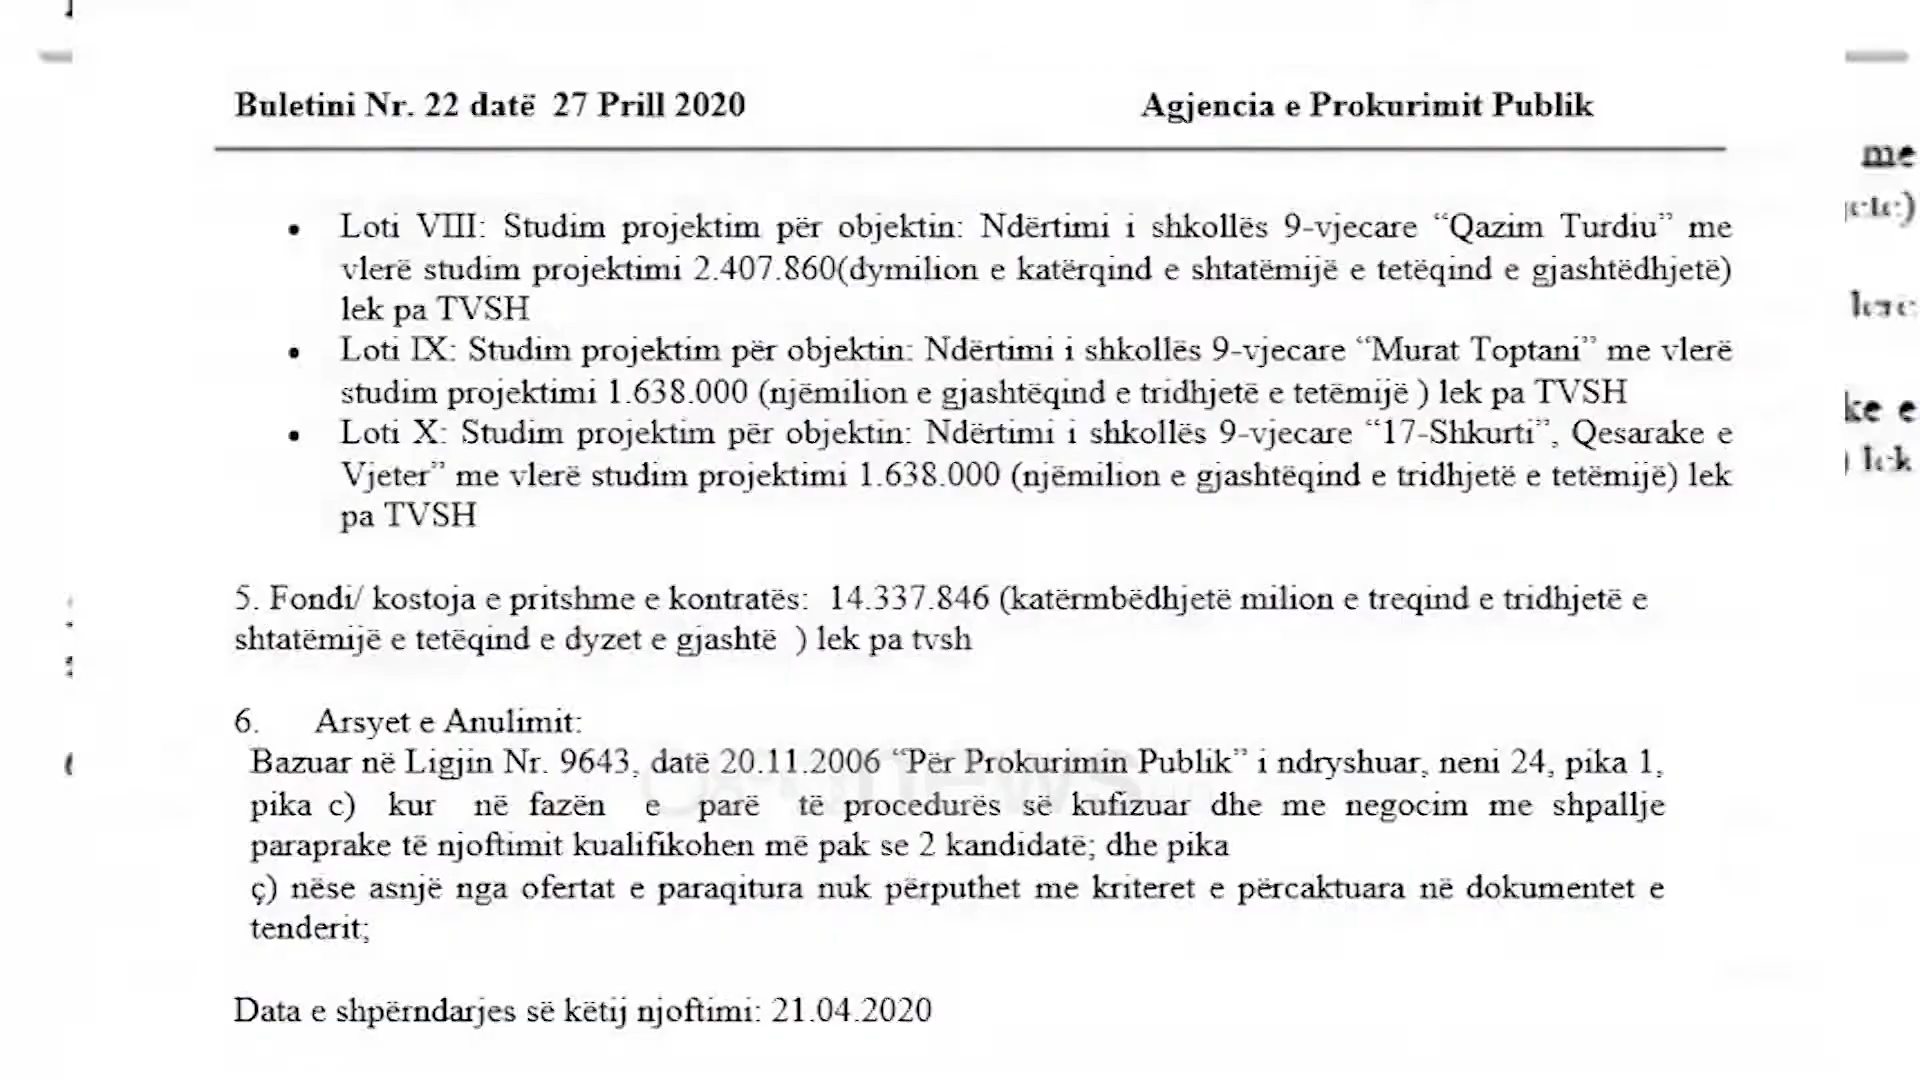 Buletini Nr. 22 datë 27 Prill 2020
Agjencia e Prokurimit Publik
• Loti VIII: Studim projektim për objektin: Ndërtimi i shkollës 9-vjecare “Qazim Turdiu” me
vlerë studim projektimi 2.407.860(dymilion e katërqind e shtatëmijë e tetëqind e gjashtëdhjetë)
lek pa TVSH
• Loti IX: Studim projektim për objektin: Ndërtimi i shkollës 9-vjecare “Murat Toptani” me vlerë
studim projektimi 1.638.000 (njëmilion e gjashtëqind e tridhjetë e tetëmijë ) lek pa TVSH
• Loti X: Studim projektim për objektin: Ndërtimi i shkollës 9-vjecare “17-Shkurti”, Qesarake e
Vjeter” me vlerë studim projektimi 1.638.000 (njëmilion e gjashtëqind e tridhjetë e tetëmijë) lek
pa TVSH
5. Fondi/ kostoja e pritshme e kontratës: 14.337.846 (katërmbëdhjetë milion e treqind e tridhjetë e
shtatëmijë e tetëqind e dyzet e gjashtë ) lek pa tvsh
6. Arsyet e Anulimit:
Bazuar në Ligjin Nr. 9643, datë 20.11.2006 “Për Prokurimin Publik” i ndryshuar, neni 24, pika 1,
pika c) kur në fazën e parë të procedurës së kufizuar dhe me negocim me shpallje
paraprake të njoftimit kualifikohen më pak se 2 kandidatë; dhe pika
ç) nëse asnjë nga ofertat e paraqitura nuk përputhet me kriteret e përcaktuara në dokumentet e
tenderit;
Data e shpërndarjes së këtij njoftimi: 21.04.2020
me
ke e
lek